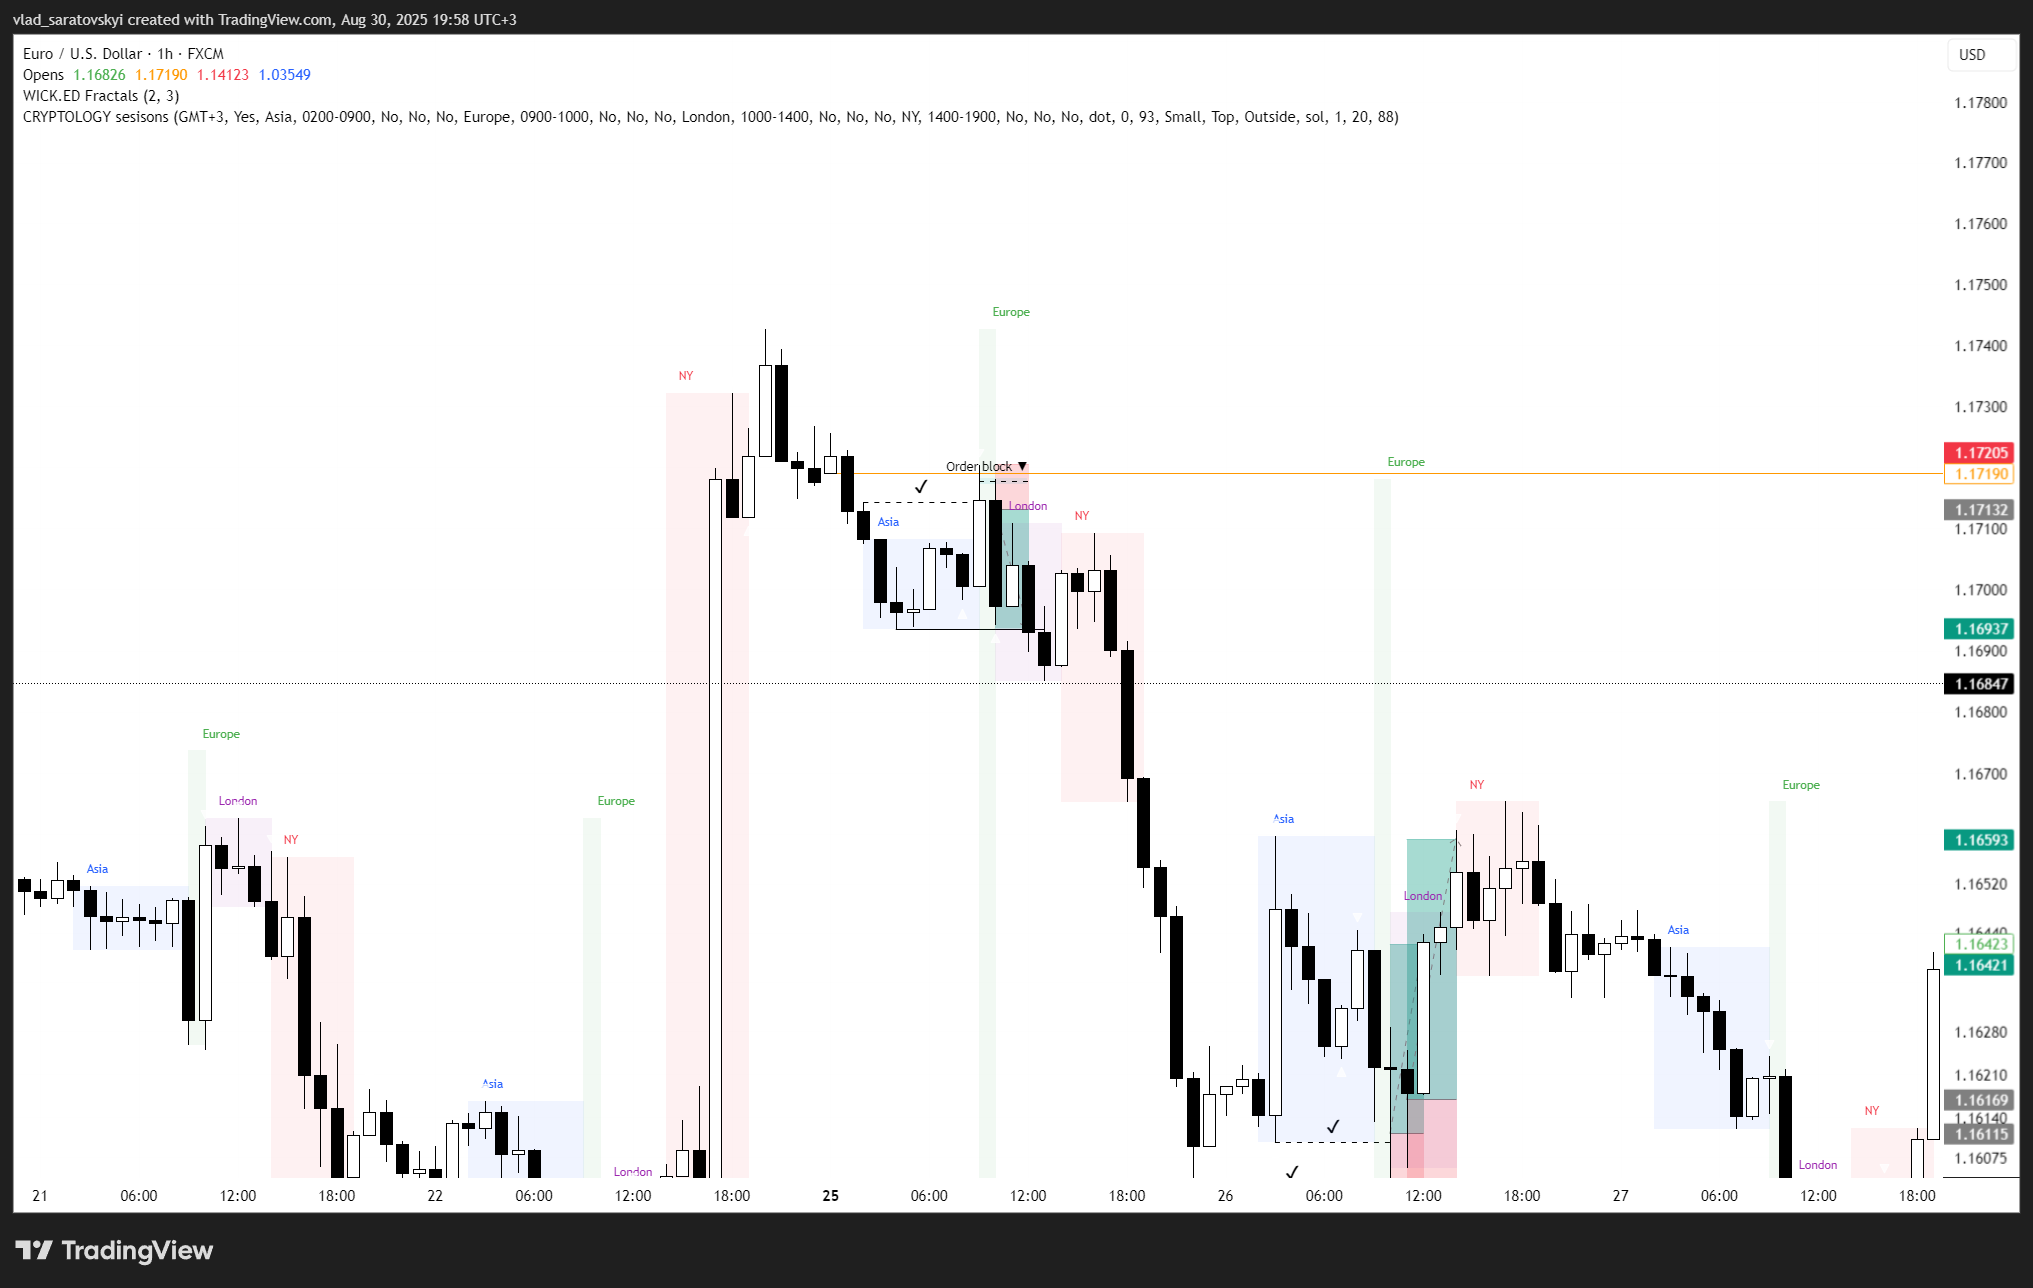 vlad_saratovskyi created with TradingView.com, Aug 30, 2025 19:58 UTC+3
Euro / U.S. Dollar · 1h · FXCM
USD
Opens 1.16826 1.17190 1.14123 1.03549
WICK.ED Fractals (2, 3)
CRYPTOLOGY sesisons (GMT+3, Yes, Asia, 0200-0900, No, No, No, Europe, 0900-1000, No, No, No, London, 1000-1400, No, No, No, NY, 1400-1900, No, No, No, dot, 0, 93, Small, Top, Outside, sol, 1, 20, 88)
1.17800
1.17700
1.17600
1.17500
Europe
1.17400
NY
1.17300
1.17205
Europe
Order block ▼
1.17190
✓
London
1.17132
NY
Asia
1.17100
1.17000
1.16937
1.16900
1.16847
1.16800
Europe
1.16700
NY
Europe
London
Europe
Asia
NY
1.16593
Asia
1.16520
London
Asia
1.16440
1.16423
1.16421
1.16280
1.16210
Asia
1.16169
NY
1.16140
✓
1.16115
1.16075
London
London
✓
21 06:00 12:00 18:00 22 06:00 12:00 18:00 25 06:00 12:00 18:00 26 06:00 12:00 18:00 27 06:00 12:00 18:00
TradingView